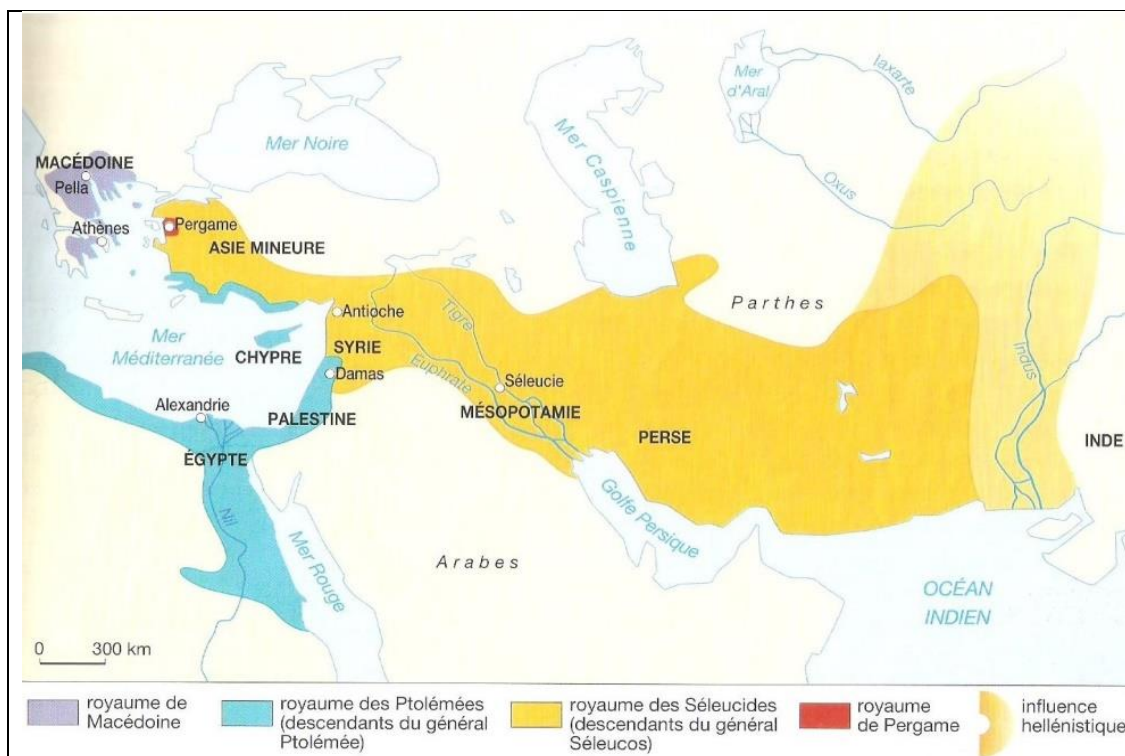 Mer
d'Aral
Iaxarte
Mer Noire
Mer Caspienne
Oxus
MACÉDOINE
Pella
Athènes
Pergame
ASIE MINEURE
Parthes
Antioche
Tigre
Indus
Mer
Méditerranée
CHYPRE
SYRIE
Euphrate
Damas
Séleucie
Alexandrie
PALESTINE
MÉSOPOTAMIE
PERSE
INDE
ÉGYPTE
Nil
Golfe Persique
Mer Rouge
Arabes
OCÉAN
INDIEN
0 300 km
royaume de
Macédoine
royaume des Ptolémées
(descendants du général
Ptolémée)
royaume des Séleucides
(descendants du général
Séleucos)
royaume
de Pergame
influence
hellénistique